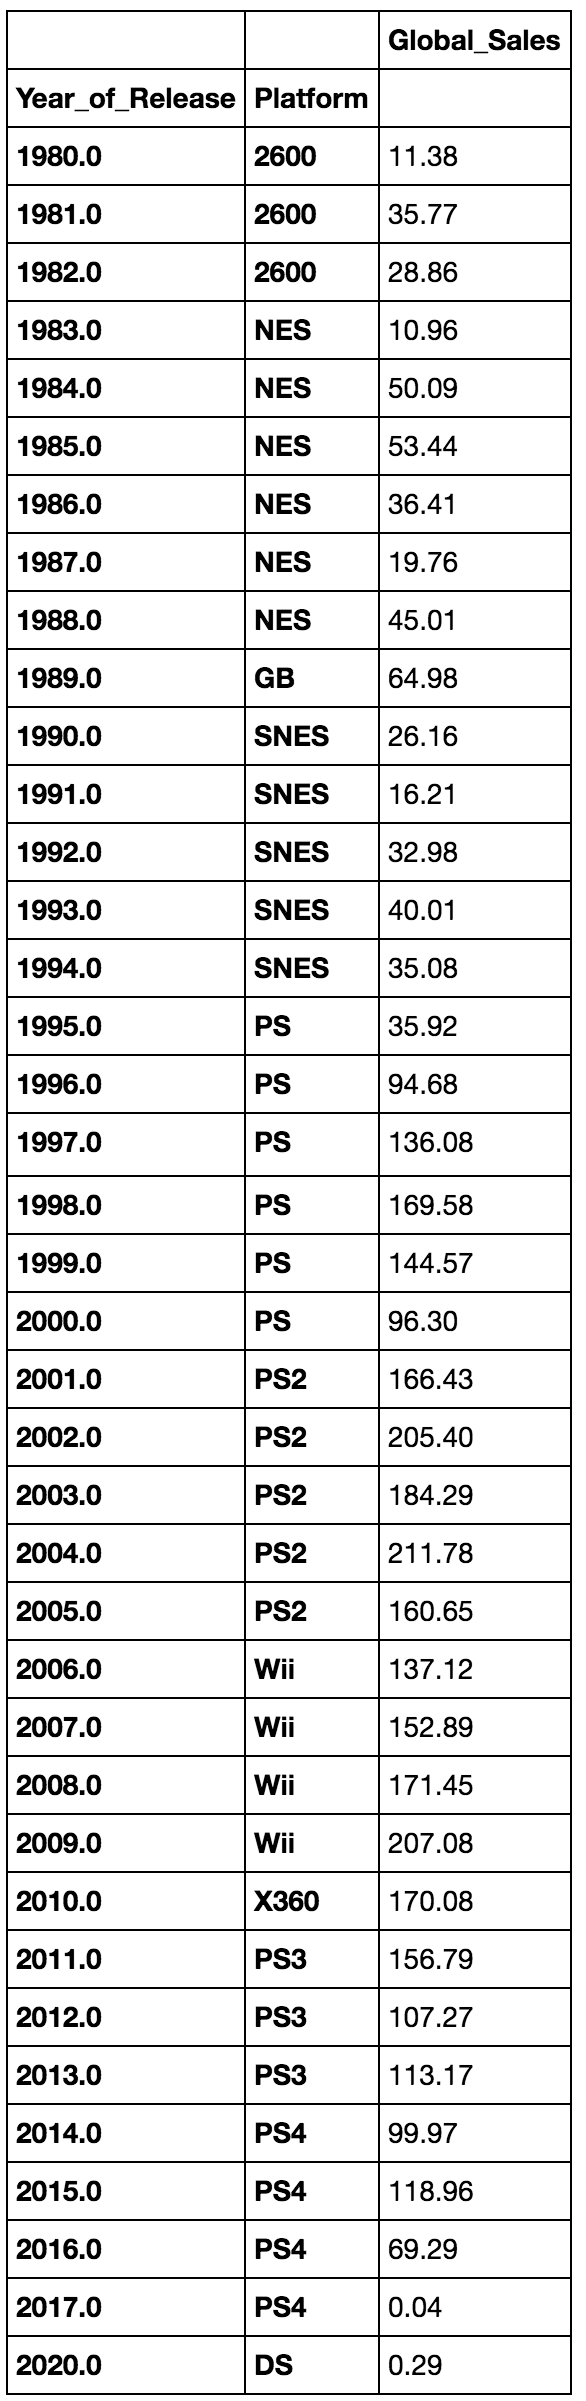 Global_Sales
Year_of_Release Platform
1980.0 2600 11.38
1981.0 2600 35.77
1982.0 2600 28.86
1983.0 NES 10.96
1984.0 NES 50.09
1985.0 NES 53.44
1986.0 NES 36.41
1987.0 NES 19.76
1988.0 NES 45.01
1989.0 GB 64.98
1990.0 SNES 26.16
1991.0 SNES 16.21
1992.0 SNES 32.98
1993.0 SNES 40.01
1994.0 SNES 35.08
1995.0 PS 35.92
1996.0 PS 94.68
1997.0 PS 136.08
1998.0 PS 169.58
1999.0 PS 144.57
2000.0 PS 96.30
2001.0 PS2 166.43
2002.0 PS2 205.40
2003.0 PS2 184.29
2004.0 PS2 211.78
2005.0 PS2 160.65
2006.0 Wii 137.12
2007.0 Wii 152.89
2008.0 Wii 171.45
2009.0 Wii 207.08
2010.0 X360 170.08
2011.0 PS3 156.79
2012.0 PS3 107.27
2013.0 PS3 113.17
2014.0 PS4 99.97
2015.0 PS4 118.96
2016.0 PS4 69.29
2017.0 PS4 0.04
2020.0 DS 0.29